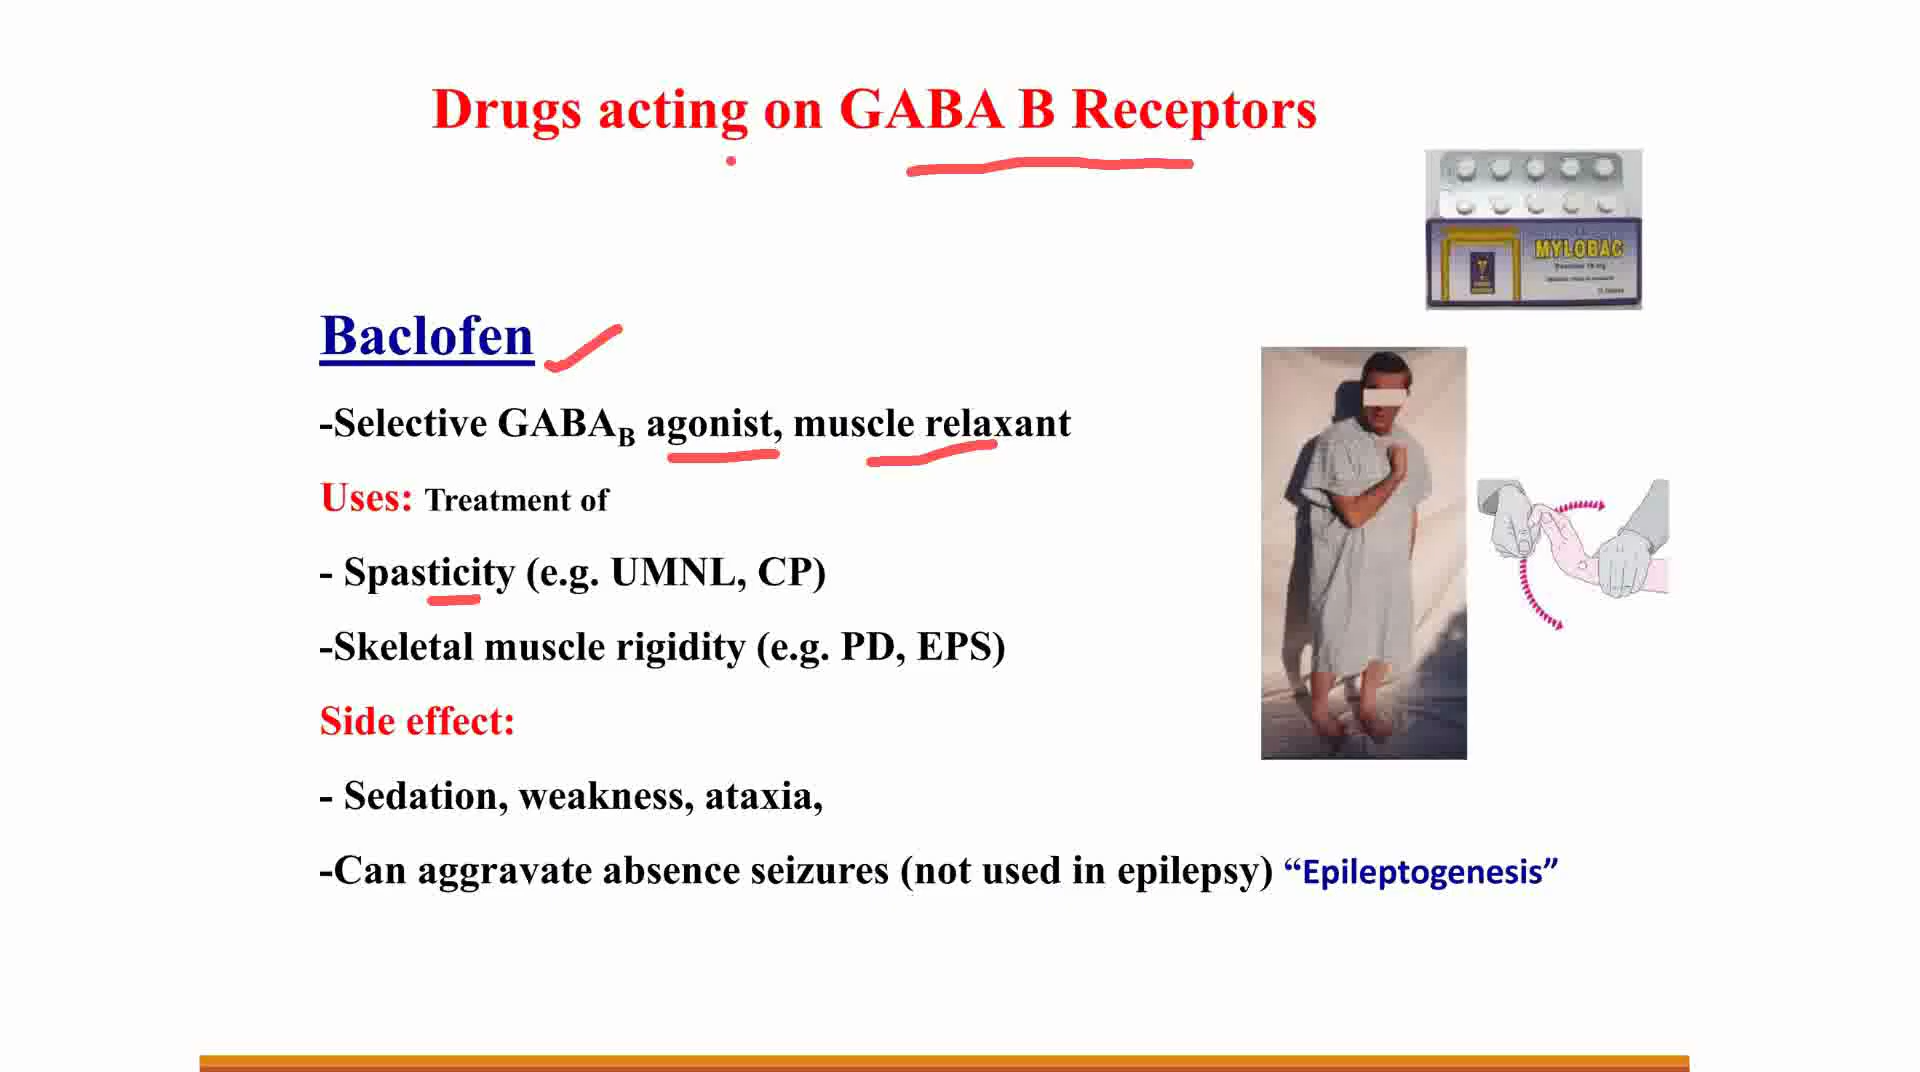 Drugs acting on GABA B Receptors
MYLOBAC
Baclofen
-Selective GABAB agonist, muscle relaxant
Uses: Treatment of
- Spasticity (e.g. UMNL, CP)
-Skeletal muscle rigidity (e.g. PD, EPS)
Side effect:
- Sedation, weakness, ataxia,
-Can aggravate absence seizures (not used in epilepsy) “Epileptogenesis”